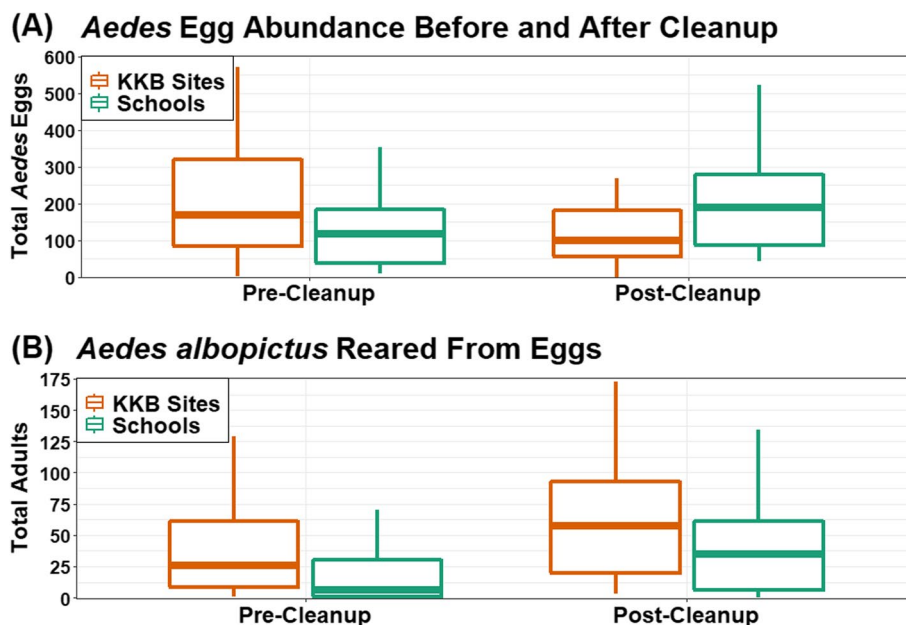 (A) Aedes Egg Abundance Before and After Cleanup
600
500
400
300
200
100
0
Total Aedes Eggs
KKB Sites
Schools
Pre-Cleanup Post-Cleanup
(B) Aedes albopictus Reared From Eggs
175
150
125
100
75
50
25
0
Total Adults
KKB Sites
Schools
Pre-Cleanup Post-Cleanup